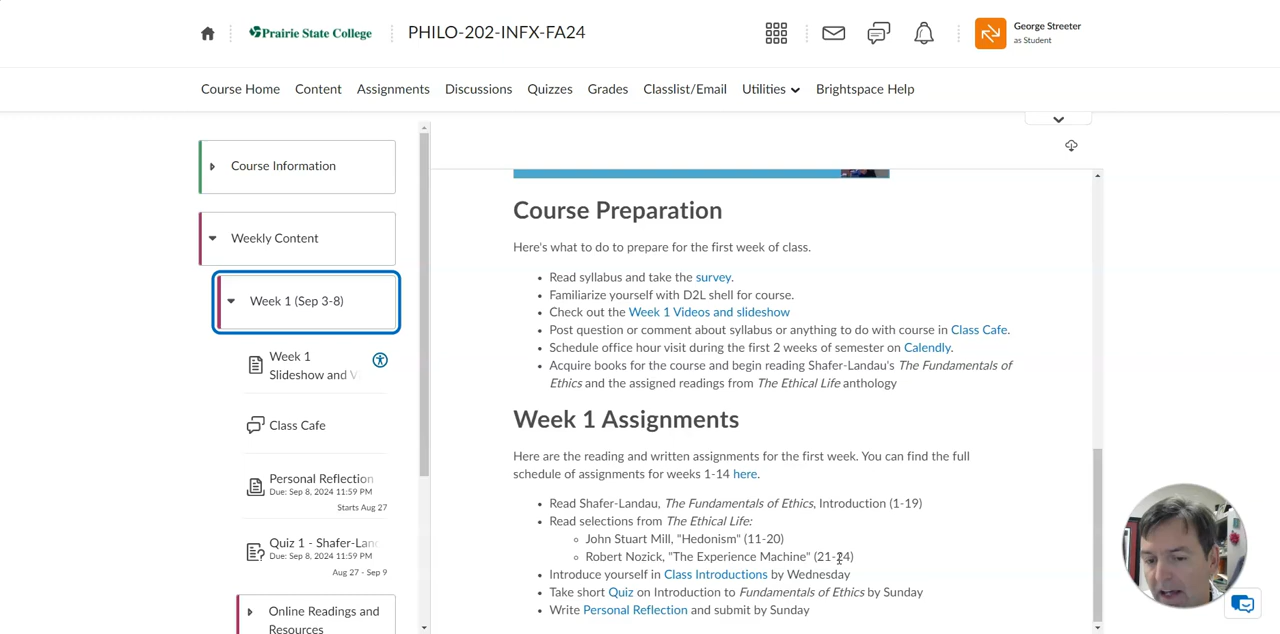 Prairie State College
PHILO-202-INFX-FA24
George Streeter
as Student
Course Home Content Assignments Discussions Quizzes Grades Classlist/Email Utilities Brightspace Help
Course Information
Weekly Content
Week 1 (Sep 3-8)
Week 1
Slideshow and V
Class Cafe
Personal Reflection
Due: Sep 8, 2024 11:59 PM
Starts Aug 27
Quiz 1 - Shafer-Lan
Due: Sep 8, 2024 11:59 PM
Aug 27 - Sep 9
Online Readings and
Resources
Course Preparation
Here's what to do to prepare for the first week of class.
• Read syllabus and take the survey.
• Familiarize yourself with D2L shell for course.
• Check out the Week 1 Videos and slideshow
• Post question or comment about syllabus or anything to do with course in Class Cafe.
• Schedule office hour visit during the first 2 weeks of semester on Calendly.
• Acquire books for the course and begin reading Shafer-Landau's The Fundamentals of
Ethics and the assigned readings from The Ethical Life anthology
Week 1 Assignments
Here are the reading and written assignments for the first week. You can find the full
schedule of assignments for weeks 1-14 here.
• Read Shafer-Landau, The Fundamentals of Ethics, Introduction (1-19)
• Read selections from The Ethical Life:
◦ John Stuart Mill, "Hedonism" (11-20)
◦ Robert Nozick, "The Experience Machine" (21-24)
• Introduce yourself in Class Introductions by Wednesday
• Take short Quiz on Introduction to Fundamentals of Ethics by Sunday
• Write Personal Reflection and submit by Sunday